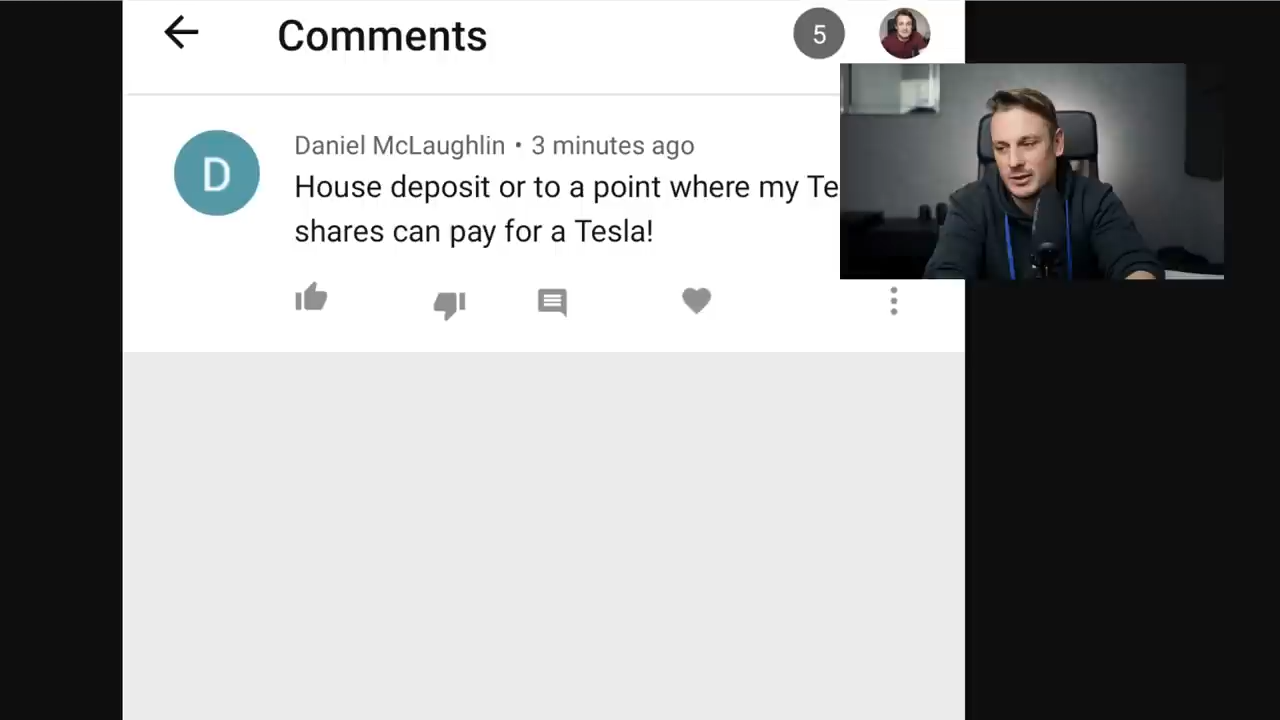 Comments
5
D
Daniel McLaughlin • 3 minutes ago
House deposit or to a point where my
shares can pay for a Tesla!